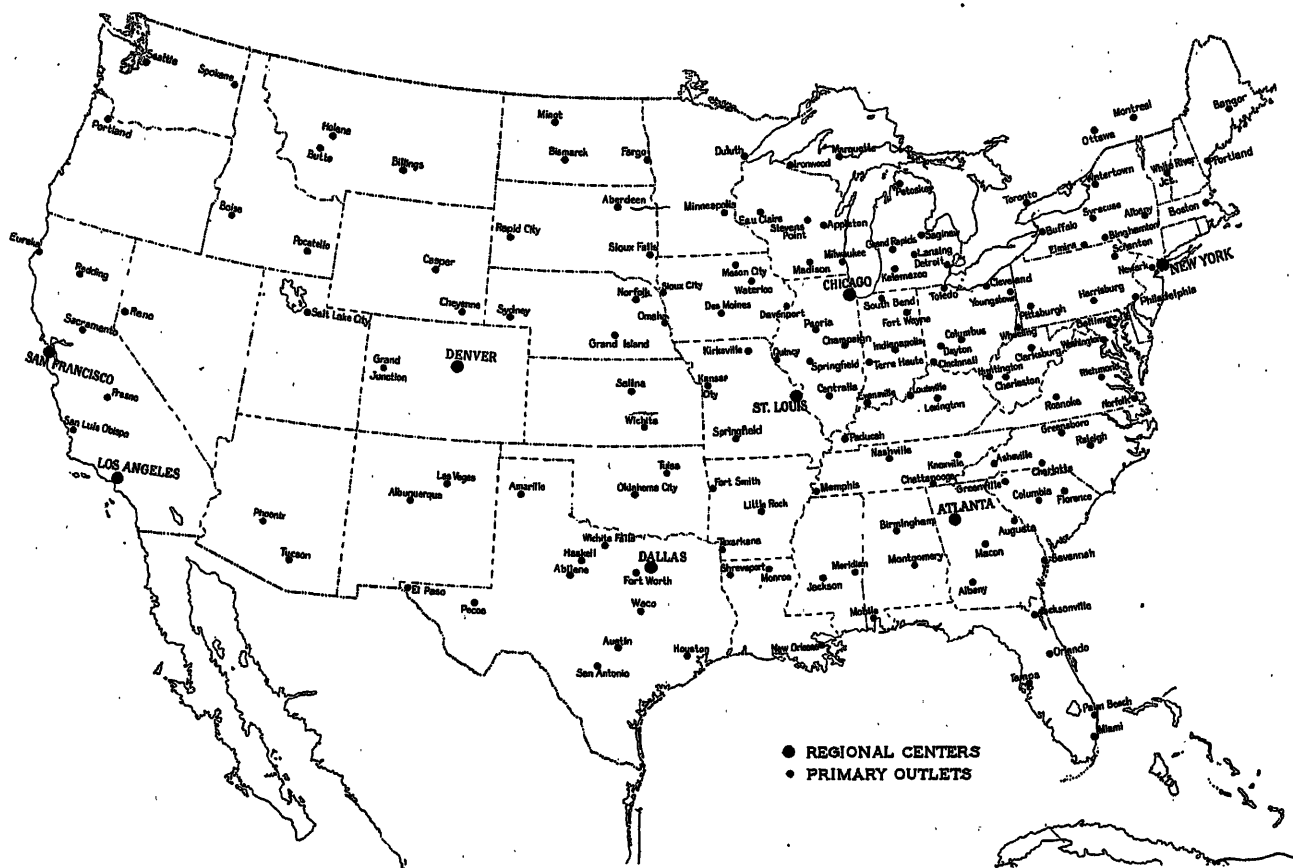 Seattle
Spokane
Portland
Helena
Butte
Billings
Boise
Pocatello
Minot
Bismarck
Fargo
Duluth
Ironwood
Marquette
Aberdeen
Rapid City
Sioux Falls
Minneapolis
Eau Claire
Stevens
Point
Appleton
Petoskey
Montreal
Ottawa
Bangor
Watertown
White River
Jct.
Portland
Toronto
Syracuse
Albany
Boston
Buffalo
Elmira
Binghamton
Scranton
Newark
NEW YORK
Eureka
Redding
Reno
Sacramento
SAN FRANCISCO
Fresno
San Luis Obispo
LOS ANGELES
Casper
Cheyenne
Sydney
Salt Lake City
Grand
Junction
DENVER
Norfolk
Sioux City
Omaha
Grand Island
Mason City
Waterloo
Des Moines
Davenport
Madison
Milwaukee
CHICAGO
Grand Rapids
Saginaw
Lansing
Detroit
Kalamazoo
South Bend
Fort Wayne
Toledo
Cleveland
Youngstown
Pittsburgh
Harrisburg
Philadelphia
Baltimore
Washington
Wheeling
Clarksburg
Columbus
Dayton
Cincinnati
Huntington
Charleston
Richmond
Norfolk
Roanoke
Peoria
Champaign
Indianapolis
Terre Haute
Springfield
Quincy
Kirksville
Kansas
City
ST. LOUIS
Centralia
Evansville
Louisville
Lexington
Salina
Wichita
Springfield
Paducah
Nashville
Knoxville
Chattanooga
Asheville
Greensboro
Raleigh
Charlotte
Greenville
Columbia
Florence
Las Vegas
Albuquerque
Amarillo
Tulsa
Oklahoma City
Fort Smith
Little Rock
Memphis
Phoenix
Tucson
Wichita Falls
Haskell
Abilene
DALLAS
Fort Worth
Texarkana
Shreveport
Monroe
Birmingham
ATLANTA
Augusta
Macon
Savannah
Montgomery
Meridian
Jackson
Albany
El Paso
Pecos
Waco
Austin
San Antonio
Houston
New Orleans
Mobile
Jacksonville
Orlando
Tampa
Palm Beach
Miami
REGIONAL CENTERS
PRIMARY OUTLETS